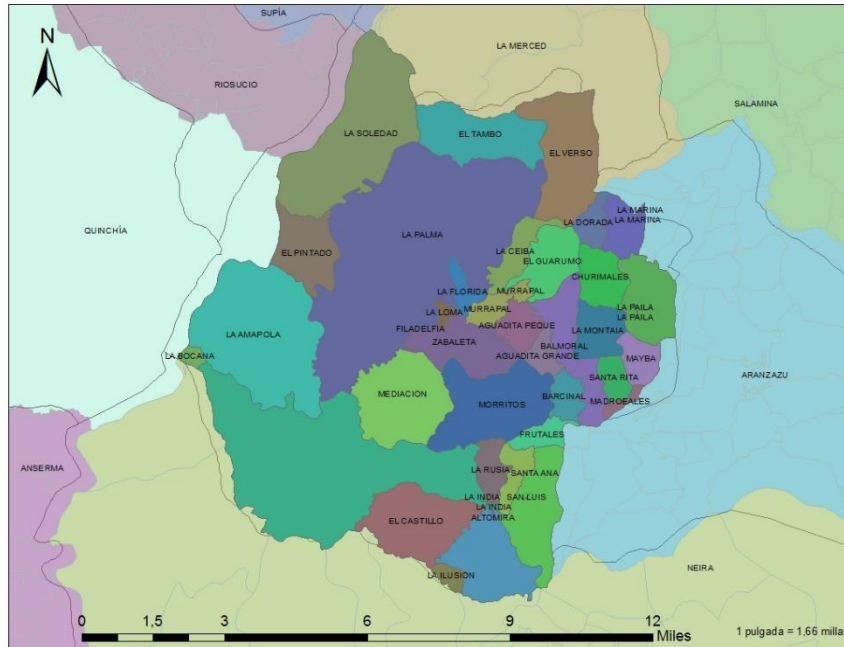 SUPÍA
N
LA MERCED
RIOSUCIO
SALAMINA
LA SOLEDAD
EL TAMBO
EL VERSO
LA MARINA
LA DORADA
LA MARINA
QUINCHÍA
LA PALMA
EL PINTADO
LA CEIBA
EL GUARUMO
CHURIMALES
LA FLORIDA
MURRAPAL
LA PAILA
LA LOMA
MURRAPAL
LA PAILA
FILADELFIA
AGUADITA PEQUE
LA MONTAIA
LA AMAPOLA
ZABALETA
BALMORAL
LA BOCANA
AGUADITA GRANDE
MAYBA
ARANZAZU
SANTA RITA
MEDIACION
BARCINAL
MORRITOS
MADROEALES
FRUTALES
ANSERMA
LA RUSIA
SANTA ANA
LA INDIA
SAN LUIS
LA INDIA
EL CASTILLO
ALTOMIRA
NEIRA
LA ILUSION
0 1,5 3 6 9 12
Miles
1 pulgada = 1,66 millas